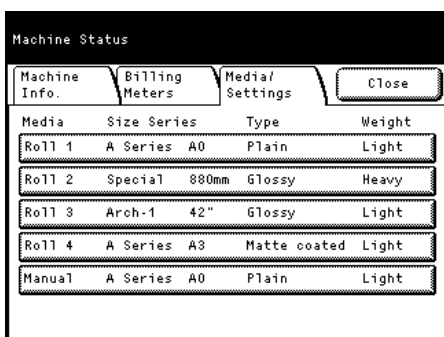 Machine Status
Machine Info.
Billing Meters
Media/ Settings
Close
Media Size Series Type Weight
Roll 1 A Series A0 Plain Light
Roll 2 Special 880mm Glossy Heavy
Roll 3 Arch-1 42" Glossy Light
Roll 4 A Series A3 Matte coated Light
Manual A Series A0 Plain Light